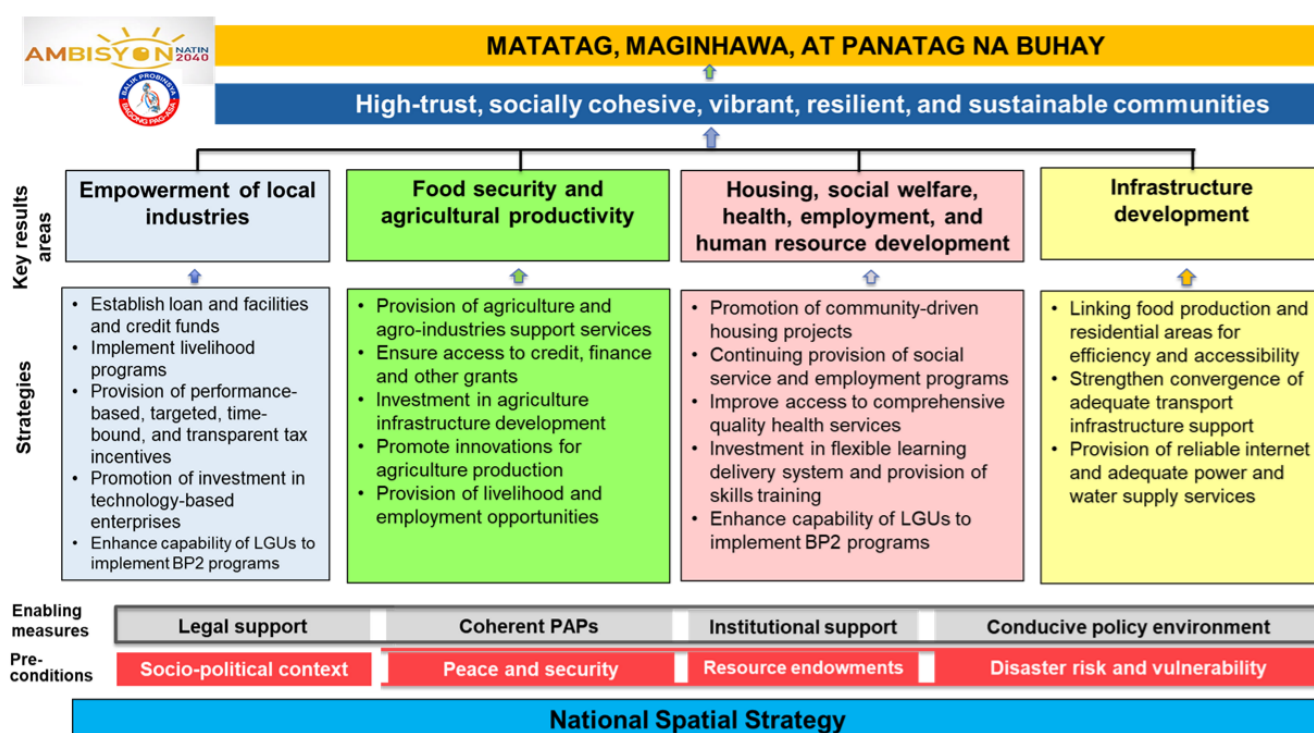 AMBISYON NATIN 2040
MATATAG, MAGINHAWA, AT PANATAG NA BUHAY
BALIK PROBINSYA
BAGONG PAG-ASA
High-trust, socially cohesive, vibrant, resilient, and sustainable communities
Key results
areas
Empowerment of local
industries
Food security and
agricultural productivity
Housing, social welfare,
health, employment, and
human resource development
Infrastructure
development
Strategies
• Establish loan and facilities
and credit funds
• Implement livelihood
programs
• Provision of performance-
based, targeted, time-
bound, and transparent tax
incentives
• Promotion of investment in
technology-based
enterprises
• Enhance capability of LGUs to
implement BP2 programs
• Provision of agriculture and
agro-industries support services
• Ensure access to credit, finance
and other grants
• Investment in agriculture
infrastructure development
• Promote innovations for
agriculture production
• Provision of livelihood and
employment opportunities
• Promotion of community-driven
housing projects
• Continuing provision of social
service and employment programs
• Improve access to comprehensive
quality health services
• Investment in flexible learning
delivery system and provision of
skills training
• Enhance capability of LGUs to
implement BP2 programs
• Linking food production and
residential areas for
efficiency and accessibility
• Strengthen convergence of
adequate transport
infrastructure support
• Provision of reliable internet
and adequate power and
water supply services
Enabling
measures
Legal support
Coherent PAPs
Institutional support
Conducive policy environment
Pre-
conditions
Socio-political context
Peace and security
Resource endowments
Disaster risk and vulnerability
National Spatial Strategy